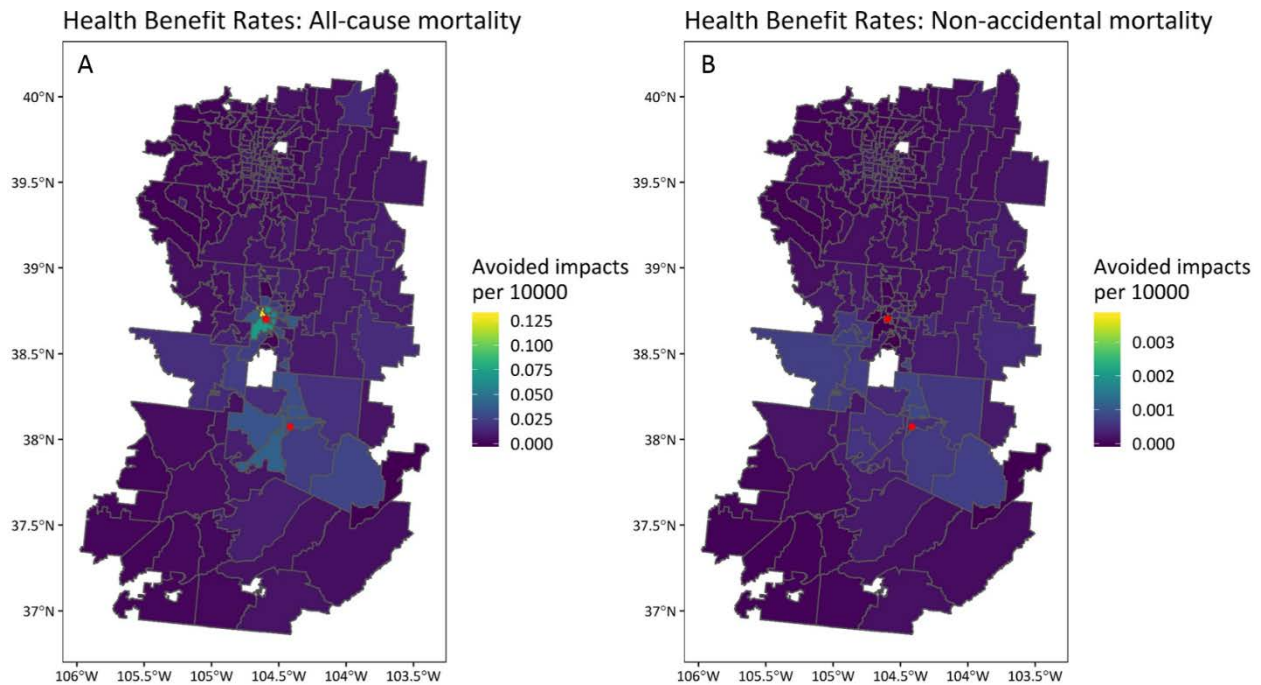 Health Benefit Rates: All-cause mortality
A
40°N
39.5°N
39°N
38.5°N
38°N
37.5°N
37°N
106°W 105.5°W 105°W 104.5°W 104°W 103.5°W
Avoided impacts
per 10000
0.125
0.100
0.075
0.050
0.025
0.000
Health Benefit Rates: Non-accidental mortality
B
40°N
39.5°N
39°N
38.5°N
38°N
37.5°N
37°N
106°W 105.5°W 105°W 104.5°W 104°W 103.5°W
Avoided impacts
per 10000
0.003
0.002
0.001
0.000